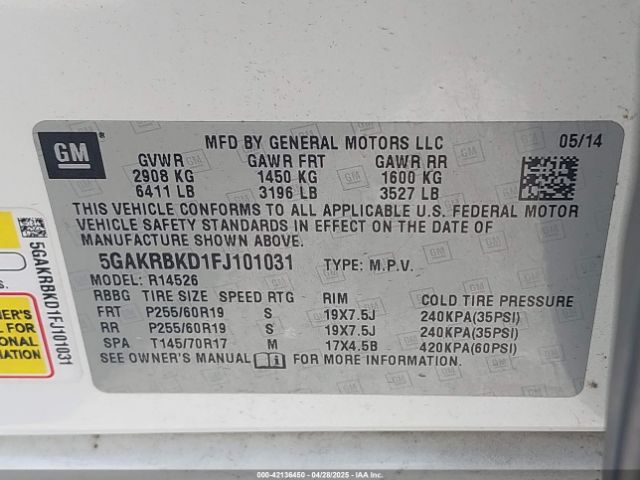 GM
MFD BY GENERAL MOTORS LLC 05/14
GVWR GAWR FRT GAWR RR
2908 KG 1450 KG 1600 KG
6411 LB 3196 LB 3527 LB
THIS VEHICLE CONFORMS TO ALL APPLICABLE U.S. FEDERAL MOTOR
VEHICLE SAFETY STANDARDS IN EFFECT ON THE DATE OF
MANUFACTURE SHOWN ABOVE.
5GAKRBKD1FJ101031 TYPE: M.P.V.
MODEL: R14526
RBBG TIRE SIZE SPEED RTG RIM COLD TIRE PRESSURE
FRT P255/60R19 S 19X7.5J 240KPA(35PSI)
RR P255/60R19 S 19X7.5J 240KPA(35PSI)
SPA T145/70R17 M 17X4.5B 420KPA(60PSI)
SEE OWNER'S MANUAL FOR MORE INFORMATION.
5GAKRBKD1FJ101031
L FOR
TIONAL
000-42136450 - 04/28/2025 - IAAI.COM